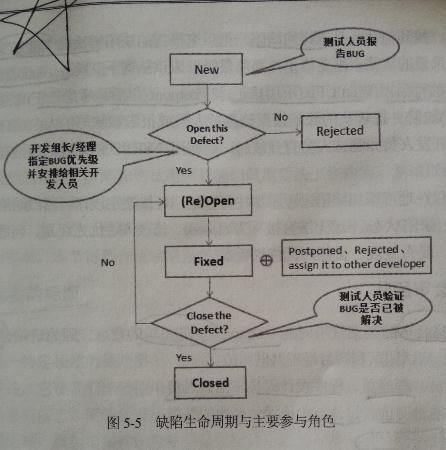 测试人员报
告BUG
New
Open this
Defect?
No
Rejected
开发组长/经理
指定BUG优先级
并安排给相关开
发人员
Yes
(Re)Open
No
Fixed
Postponed、Rejected、
assign it to other developer
Close the
Defect?
测试人员验证
BUG是否已被
解决
Yes
Closed
图 5-5 缺陷生命周期与主要参与角色